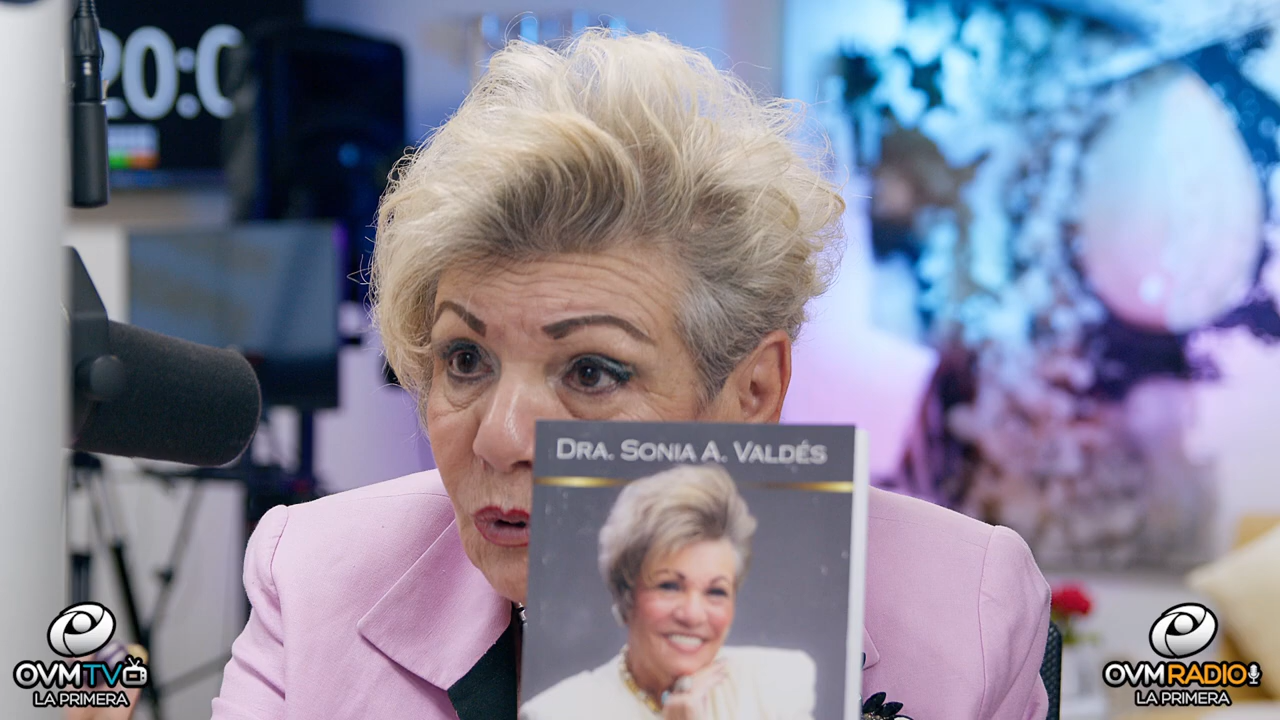 20:0
DRA. SONIA A. VALDÉS
OVMTV
LA PRIMERA
OVMRADIO
LA PRIMERA